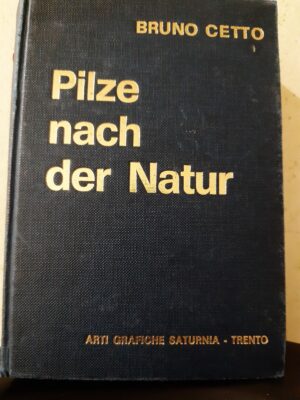 BRUNO CETTO
Pilze
nach
der Natur
ARTI GRAFICHE SATURNIA - TRENTO